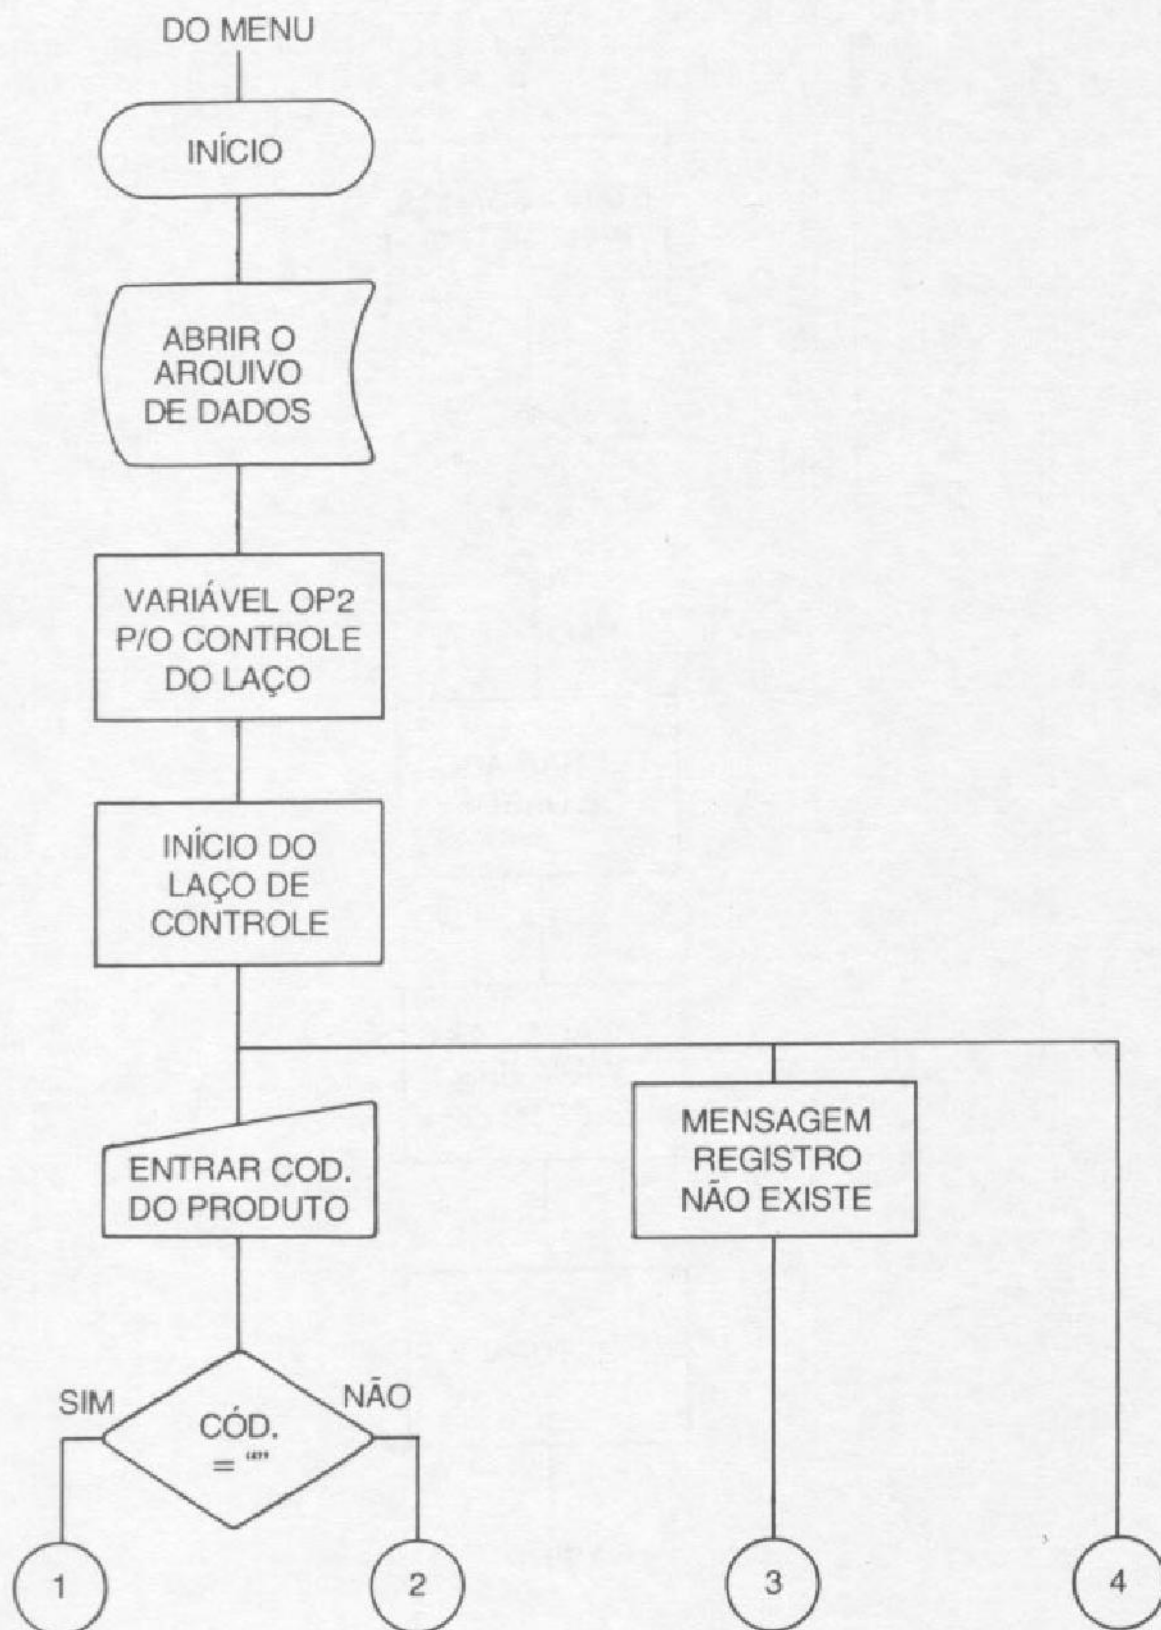 DO MENU
INÍCIO
ABRIR O
ARQUIVO
DE DADOS
VARIÁVEL OP2
P/O CONTROLE
DO LAÇO
INÍCIO DO
LAÇO DE
CONTROLE
ENTRAR COD.
DO PRODUTO
MENSAGEM
REGISTRO
NÃO EXISTE
SIM
NÃO
CÓD.
= “”
1
2
3
4